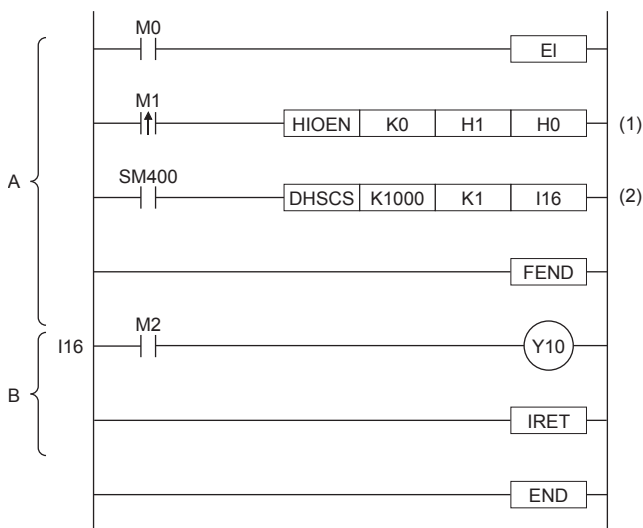 M0
EI
M1
HIOEN K0 H1 H0 (1)
A
SM400
DHSCS K1000 K1 I16 (2)
FEND
M2
I16 Y10
B
IRET
END